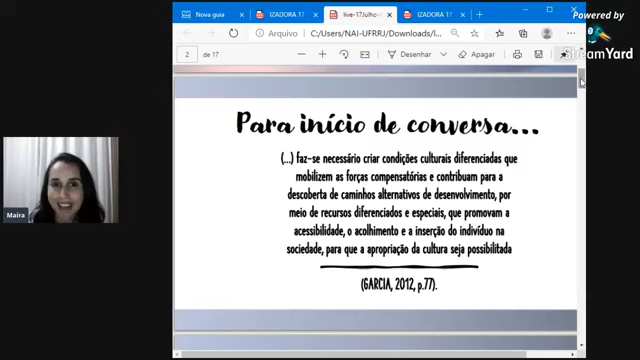 Nova guia
IZADORA 17
live-17Julho-
IZADORA 17
Powered by
StreamYard
Arquivo
C:/Users/NAI-UFRRJ/Downloads/l...
2
de 17
Desenhar
Apagar
Para início de conversa...
(...) faz-se necessário criar condições culturais diferenciadas que
mobilizem as forças compensatórias e contribuam para a
descoberta de caminhos alternativos de desenvolvimento, por
meio de recursos diferenciados e especiais, que promovam a
acessibilidade, o acolhimento e a inserção do indivíduo na
sociedade, para que a apropriação da cultura seja possibilitada
(GARCIA, 2012, p.77).
Maíra